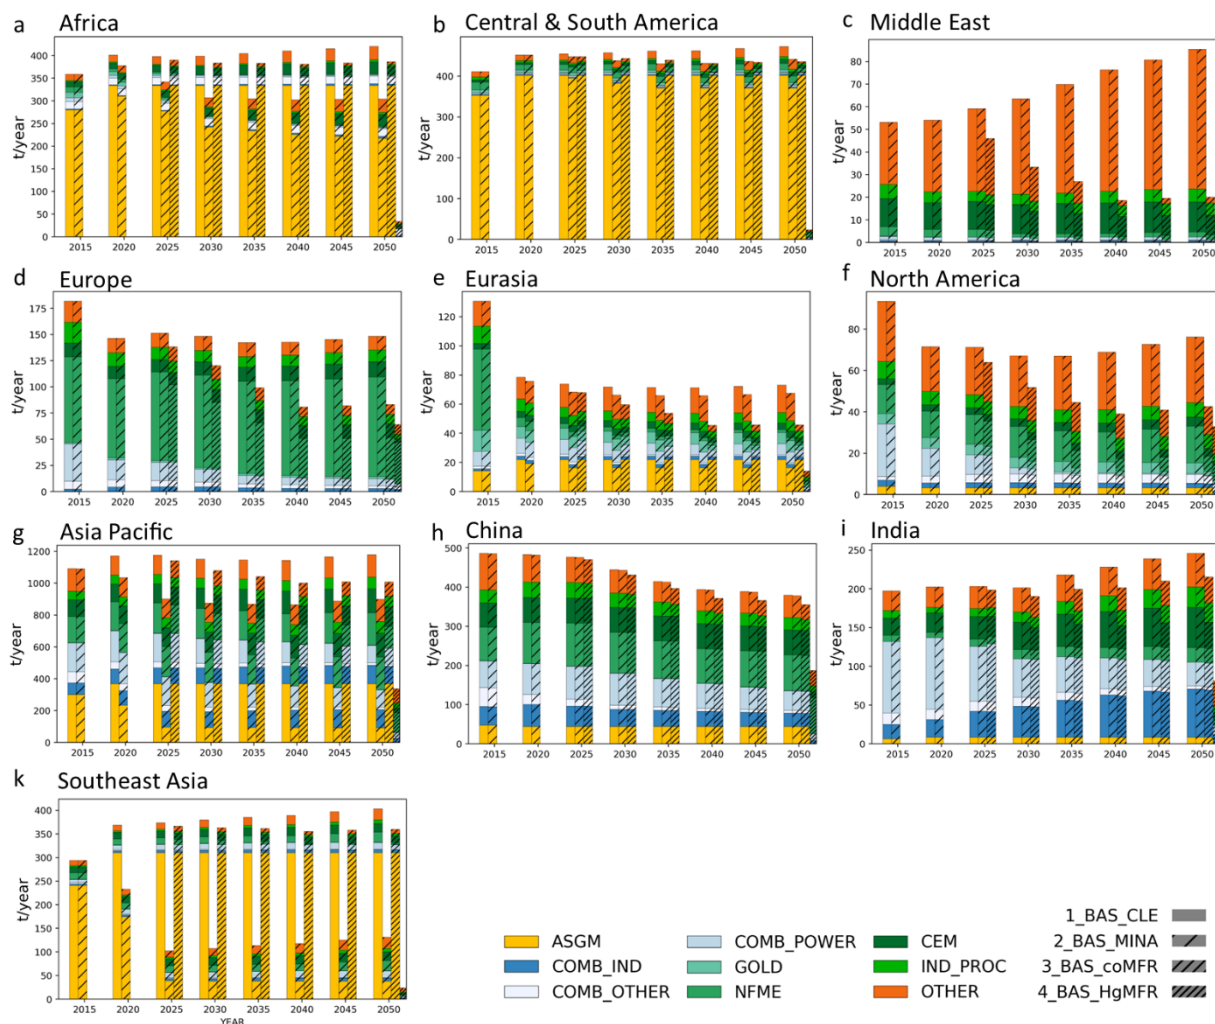 a Africa
b Central & South America
c Middle East
400
350
300
250
200
150
100
50
0
t/year
2015 2020 2025 2030 2035 2040 2045 2050
400
300
200
100
0
t/year
2015 2020 2025 2030 2035 2040 2045 2050
80
70
60
50
40
30
20
10
0
t/year
2015 2020 2025 2030 2035 2040 2045 2050
d Europe
e Eurasia
f North America
175
150
125
100
75
50
25
0
t/year
2015 2020 2025 2030 2035 2040 2045 2050
120
100
80
60
40
20
0
t/year
2015 2020 2025 2030 2035 2040 2045 2050
80
60
40
20
0
t/year
2015 2020 2025 2030 2035 2040 2045 2050
g Asia Pacific
h China
i India
1200
1000
800
600
400
200
0
t/year
2015 2020 2025 2030 2035 2040 2045 2050
500
400
300
200
100
0
t/year
2015 2020 2025 2030 2035 2040 2045 2050
250
200
150
100
50
0
t/year
2015 2020 2025 2030 2035 2040 2045 2050
k Southeast Asia
400
350
300
250
200
150
100
50
0
t/year
2015 2020 2025 2030 2035 2040 2045 2050
YEAR
ASGM
COMB_IND
COMB_OTHER
COMB_POWER
GOLD
NFME
CEM
IND_PROC
OTHER
1_BAS_CLE
2_BAS_MINA
3_BAS_coMFR
4_BAS_HgMFR